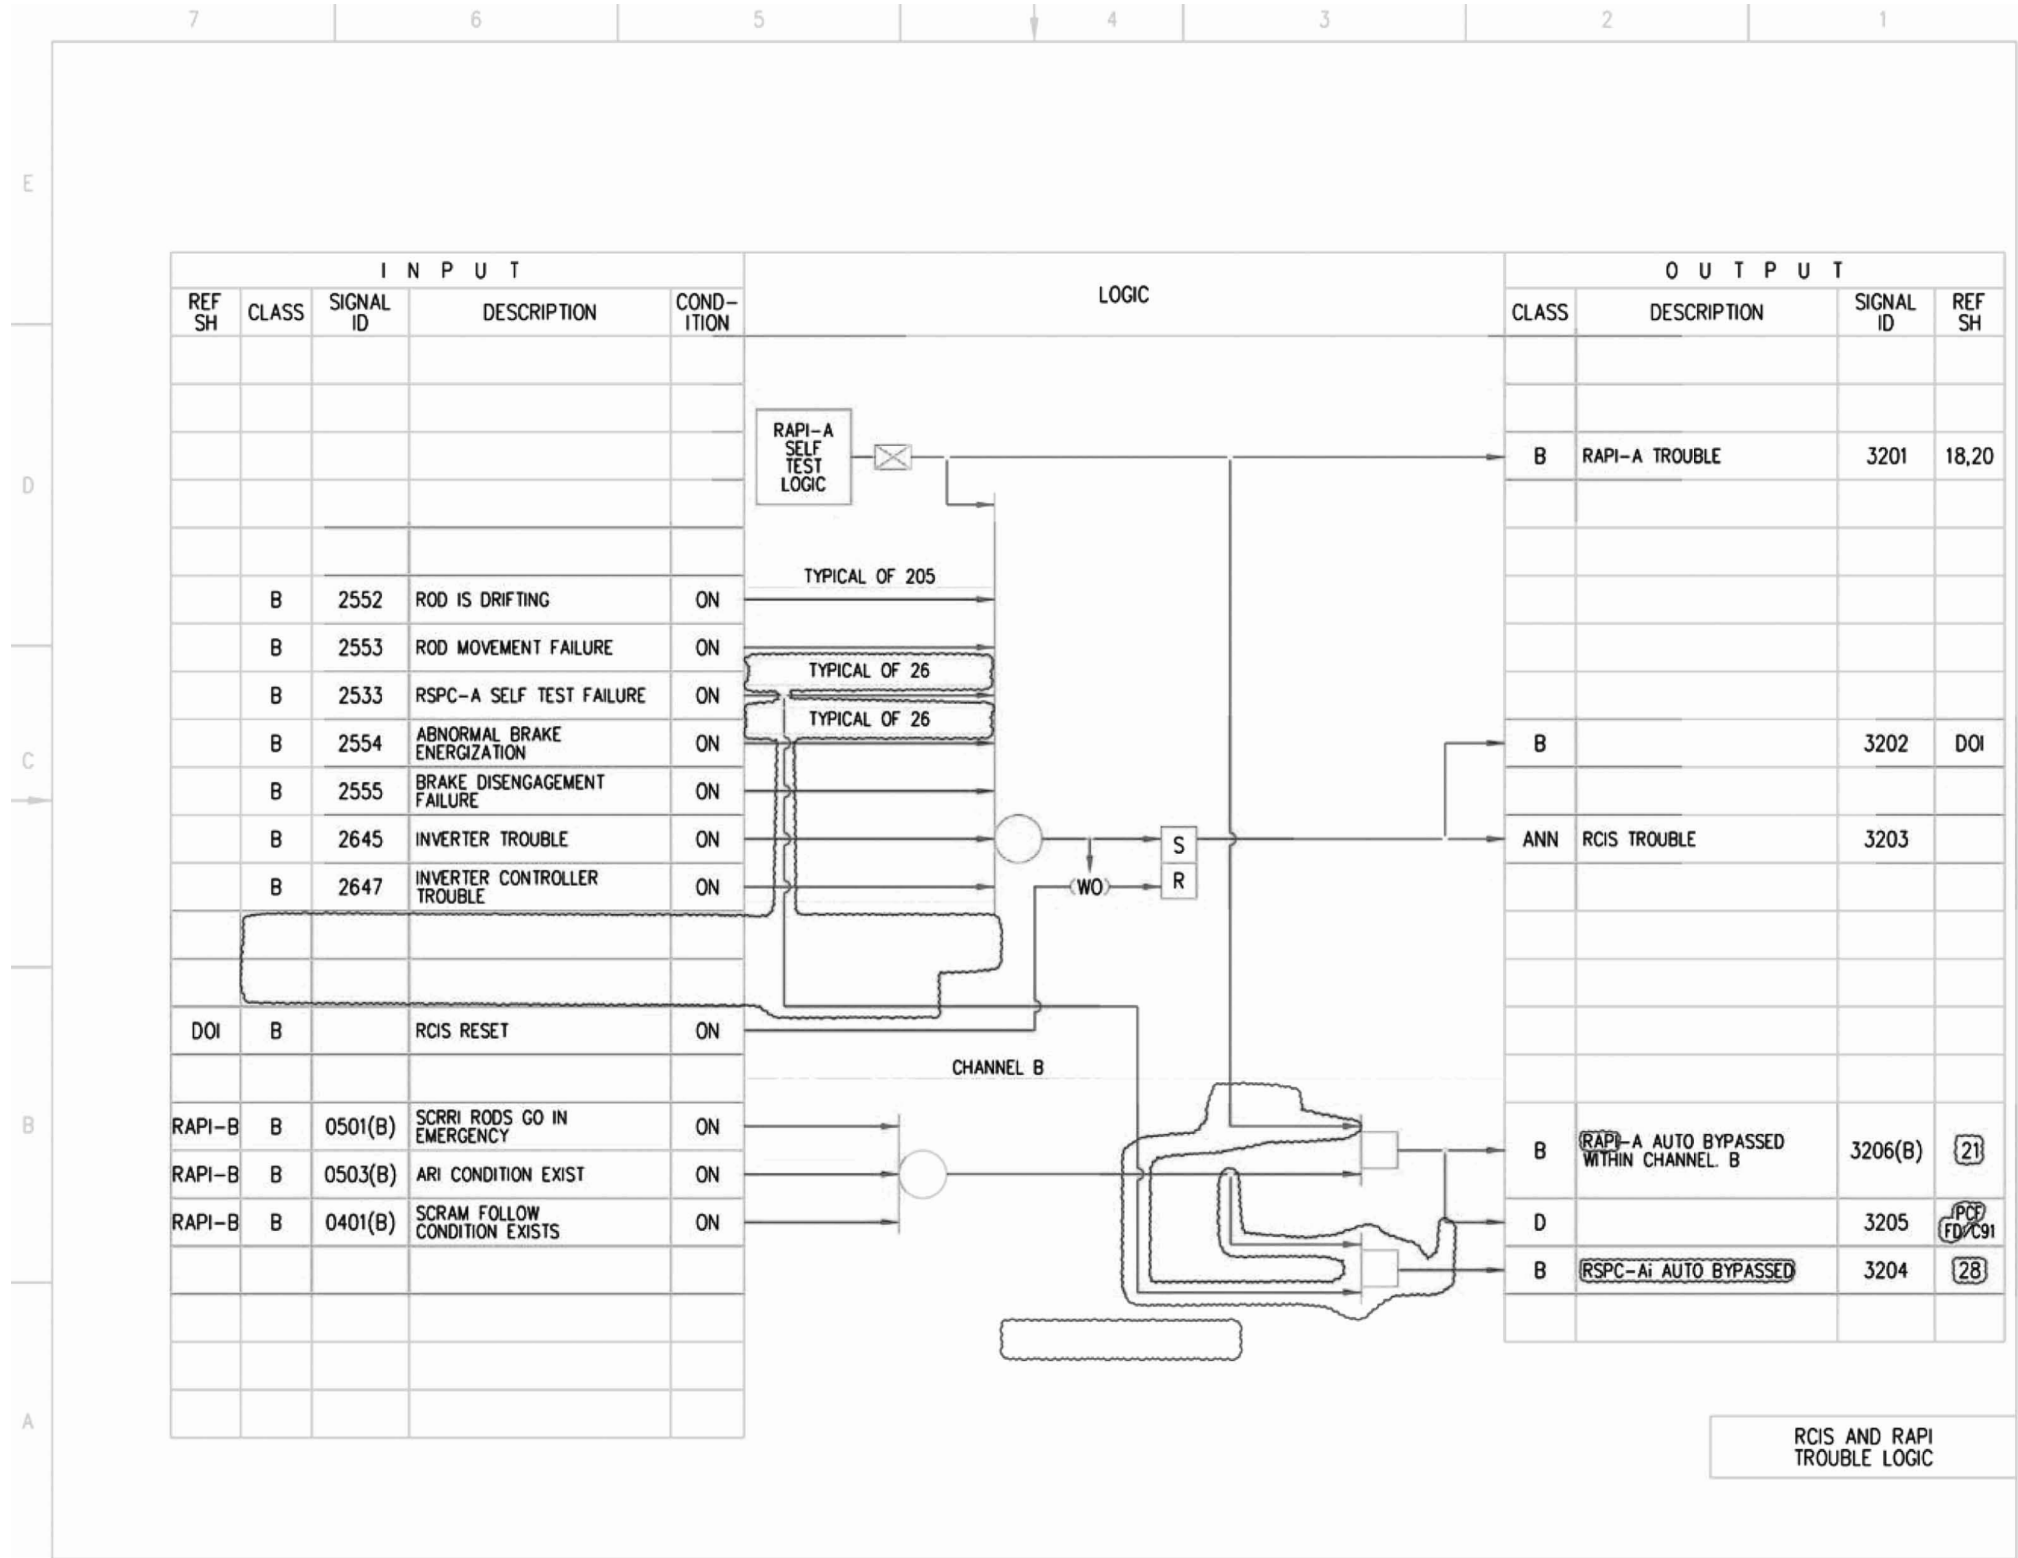 7 6 5 4 3 2 1
E
I N P U T
LOGIC
O U T P U T
REF SH CLASS SIGNAL ID DESCRIPTION COND-ITION
CLASS DESCRIPTION SIGNAL ID REF SH
RAPI-A
SELF
TEST
LOGIC
B RAPI-A TROUBLE 3201 18,20
D
TYPICAL OF 205
B 2552 ROD IS DRIFTING ON
B 2553 ROD MOVEMENT FAILURE ON
TYPICAL OF 26
B 2533 RSPC-A SELF TEST FAILURE ON
TYPICAL OF 26
B 2554 ABNORMAL BRAKE
ENERGIZATION ON
B 3202 DOI
C
B 2555 BRAKE DISENGAGEMENT
FAILURE ON
B 2645 INVERTER TROUBLE ON
S
ANN RCIS TROUBLE 3203
B 2647 INVERTER CONTROLLER
TROUBLE ON
(WO)
R
DOI B RCIS RESET ON
CHANNEL B
B
RAPI-B B 0501(B) SCRRI RODS GO IN
EMERGENCY ON
B RAPI-A AUTO BYPASSED
WITHIN CHANNEL. B 3206(B) 21
RAPI-B B 0503(B) ARI CONDITION EXIST ON
RAPI-B B 0401(B) SCRAM FOLLOW
CONDITION EXISTS ON
D 3205 PCF
FD/C91
B RSPC-Ai AUTO BYPASSED 3204 28
A
RCIS AND RAPI
TROUBLE LOGIC